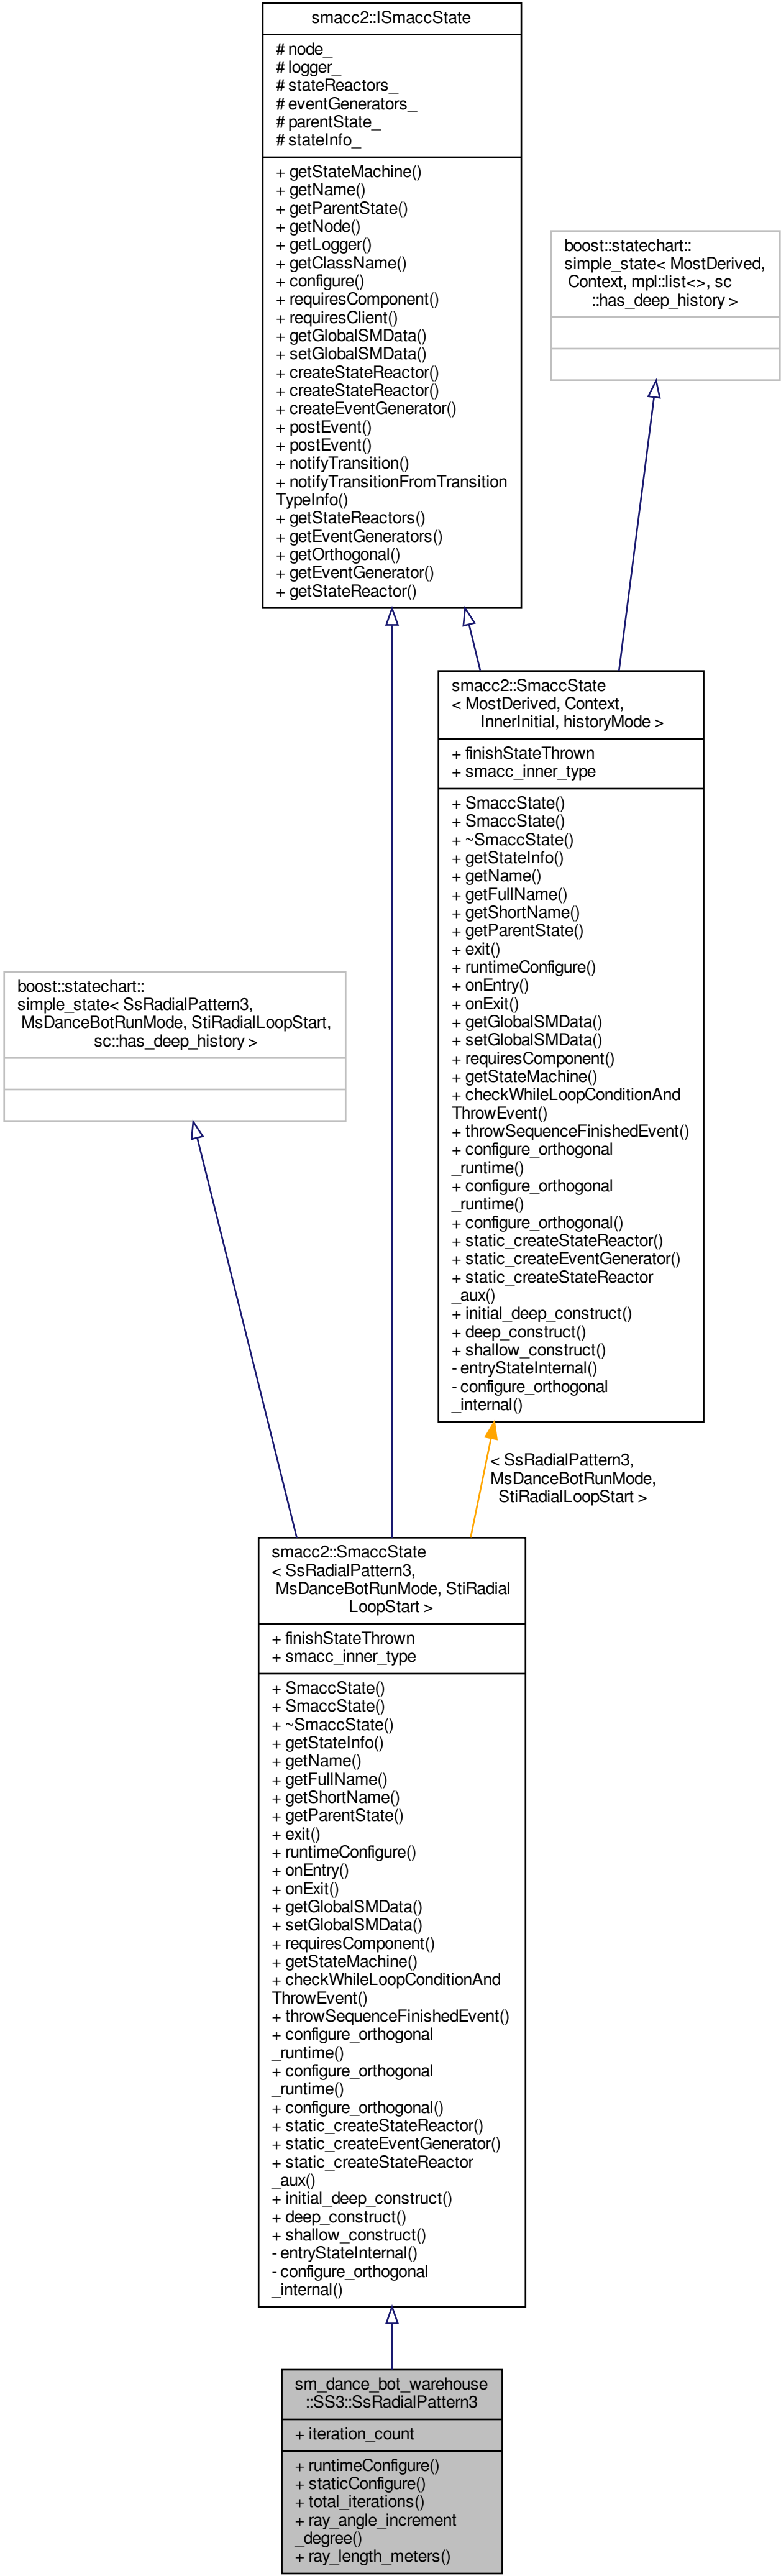 smacc2::ISmaccState
# node_
# logger_
# stateReactors_
# eventGenerators_
# parentState_
# stateInfo_
+ getStateMachine()
+ getName()
+ getParentState()
+ getNode()
+ getLogger()
+ getClassName()
+ configure()
+ requiresComponent()
+ requiresClient()
+ getGlobalSMData()
+ setGlobalSMData()
+ createStateReactor()
+ createStateReactor()
+ createEventGenerator()
+ postEvent()
+ postEvent()
+ notifyTransition()
+ notifyTransitionFromTransition
TypeInfo()
+ getStateReactors()
+ getEventGenerators()
+ getOrthogonal()
+ getEventGenerator()
+ getStateReactor()
boost::statechart::
simple_state< MostDerived,
Context, mpl::list<>, sc
::has_deep_history >
smacc2::SmaccState
< MostDerived, Context,
InnerInitial, historyMode >
+ finishStateThrown
+ smacc_inner_type
+ SmaccState()
+ SmaccState()
+ ~SmaccState()
+ getStateInfo()
+ getName()
+ getFullName()
+ getShortName()
+ getParentState()
+ exit()
+ runtimeConfigure()
+ onEntry()
+ onExit()
+ getGlobalSMData()
+ setGlobalSMData()
+ requiresComponent()
+ getStateMachine()
+ checkWhileLoopConditionAnd
ThrowEvent()
+ throwSequenceFinishedEvent()
+ configure_orthogonal
_runtime()
+ configure_orthogonal
_runtime()
+ configure_orthogonal()
+ static_createStateReactor()
+ static_createEventGenerator()
+ static_createStateReactor
_aux()
+ initial_deep_construct()
+ deep_construct()
+ shallow_construct()
- entryStateInternal()
- configure_orthogonal
_internal()
boost::statechart::
simple_state< SsRadialPattern3,
MsDanceBotRunMode, StiRadialLoopStart,
sc::has_deep_history >
< SsRadialPattern3,
MsDanceBotRunMode,
StiRadialLoopStart >
smacc2::SmaccState
< SsRadialPattern3,
MsDanceBotRunMode, StiRadial
LoopStart >
+ finishStateThrown
+ smacc_inner_type
+ SmaccState()
+ SmaccState()
+ ~SmaccState()
+ getStateInfo()
+ getName()
+ getFullName()
+ getShortName()
+ getParentState()
+ exit()
+ runtimeConfigure()
+ onEntry()
+ onExit()
+ getGlobalSMData()
+ setGlobalSMData()
+ requiresComponent()
+ getStateMachine()
+ checkWhileLoopConditionAnd
ThrowEvent()
+ throwSequenceFinishedEvent()
+ configure_orthogonal
_runtime()
+ configure_orthogonal
_runtime()
+ configure_orthogonal()
+ static_createStateReactor()
+ static_createEventGenerator()
+ static_createStateReactor
_aux()
+ initial_deep_construct()
+ deep_construct()
+ shallow_construct()
- entryStateInternal()
- configure_orthogonal
_internal()
sm_dance_bot_warehouse
::SS3::SsRadialPattern3
+ iteration_count
+ runtimeConfigure()
+ staticConfigure()
+ total_iterations()
+ ray_angle_increment
_degree()
+ ray_length_meters()